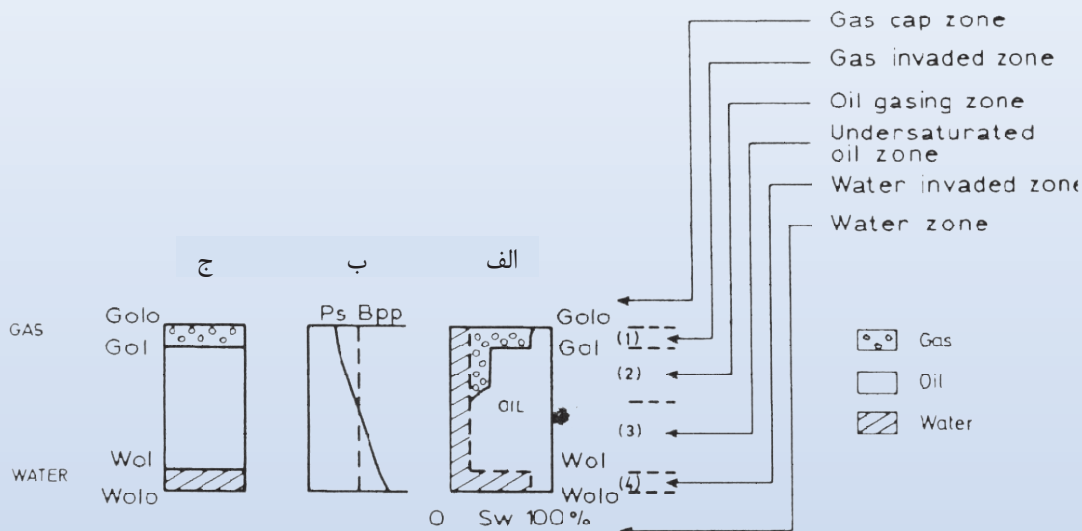 Gas cap zone
Gas invaded zone
Oil gasing zone
Undersaturated
oil zone
Water invaded zone
Water zone
ج
ب
الف
GAS
Golo
Gol
Wol
WATER
Wolo
Ps Bpp
OIL
Golo
Gol
Wol
Wolo
O Sw 100%
(1)
(2)
(3)
(4)
Gas
Oil
Water